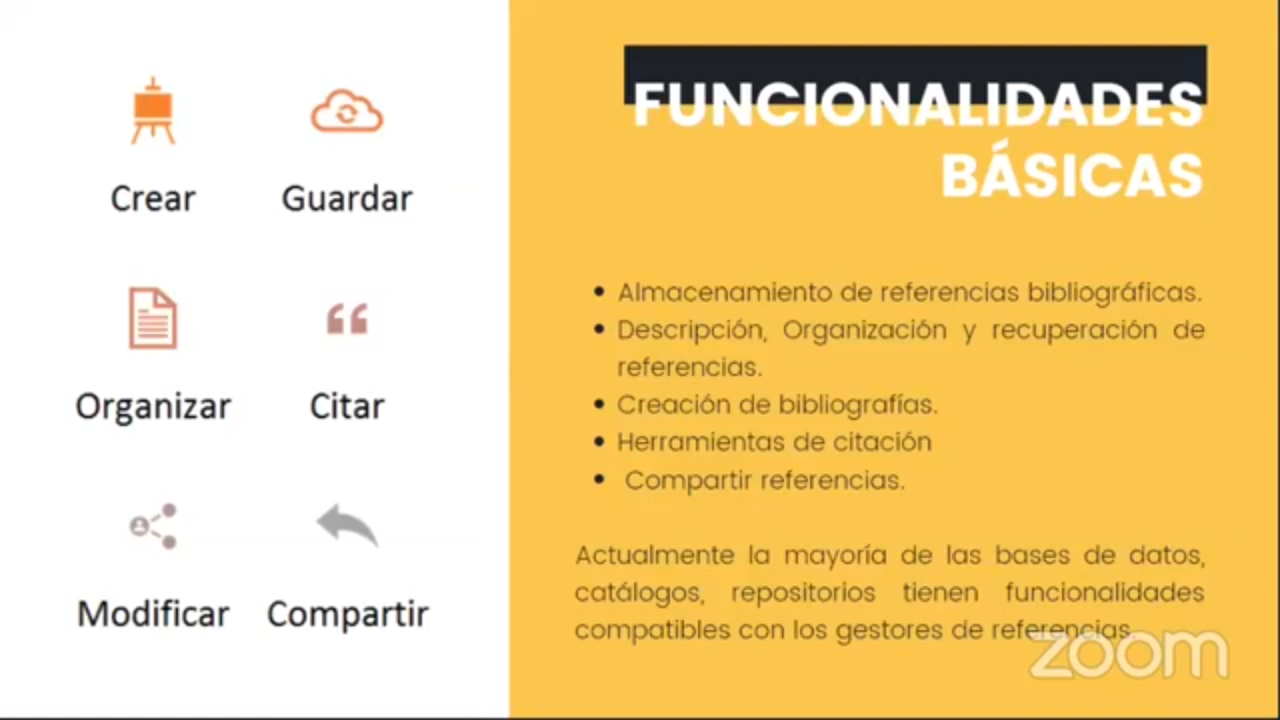 Crear Guardar
Organizar Citar
Modificar Compartir
FUNCIONALIDADES
BÁSICAS
• Almacenamiento de referencias bibliográficas.
• Descripción, Organización y recuperación de
referencias.
• Creación de bibliografías.
• Herramientas de citación
• Compartir referencias.
Actualmente la mayoría de las bases de datos,
catálogos, repositorios tienen funcionalidades
compatibles con los gestores de referencias.
zoom